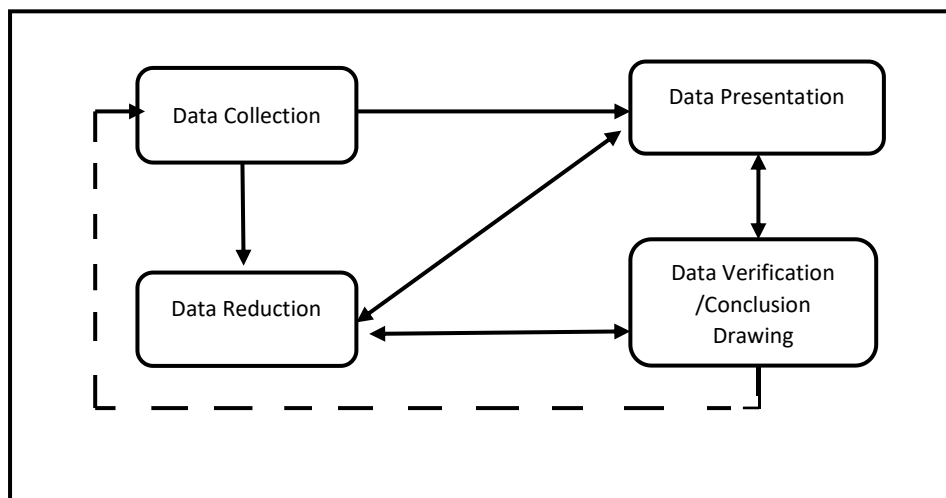 Data Collection
Data Presentation
Data Reduction
Data Verification
/Conclusion
Drawing